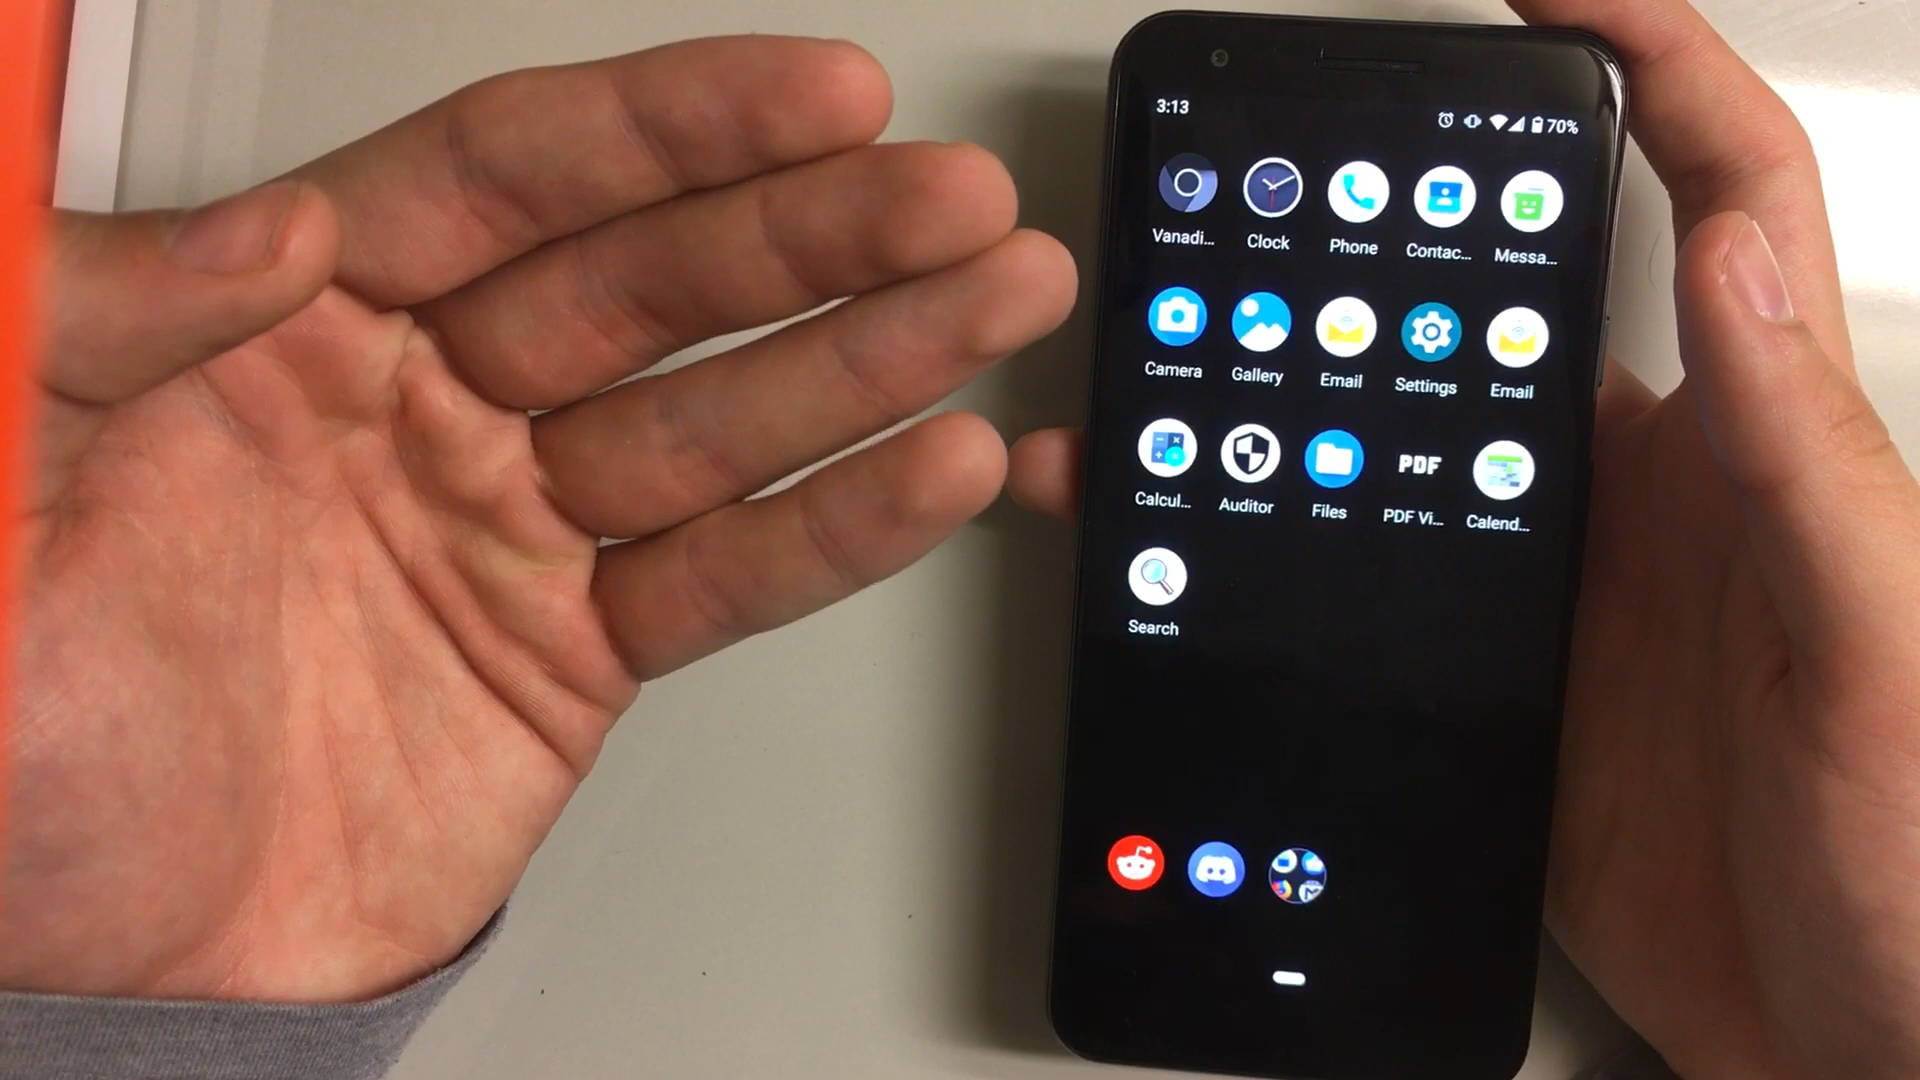 3:13
70%
Vanadi...
Clock
Phone
Contac...
Messa...
Camera
Gallery
Email
Settings
Email
Calcul...
Auditor
Files
PDF
PDF Vi...
Calend...
Search